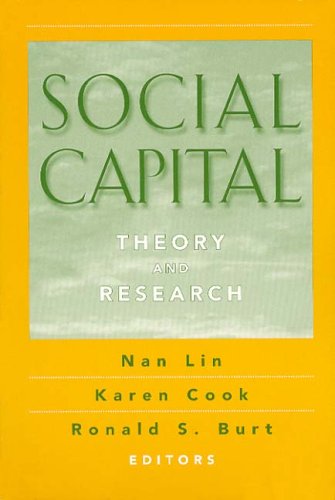 SOCIAL
CAPITAL
THEORY
AND
RESEARCH
Nan Lin
Karen Cook
Ronald S. Burt
EDITORS